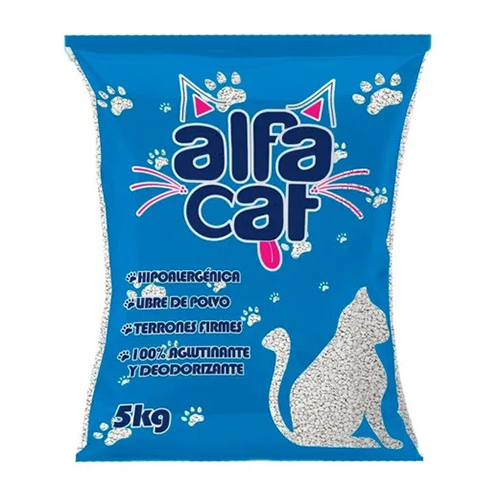 alfa
cat
HIPOALERGÉNICA
LIBRE DE POLVO
TERRONES FIRMES
100% AGLUTINANTE
Y DEODORIZANTE
5kg